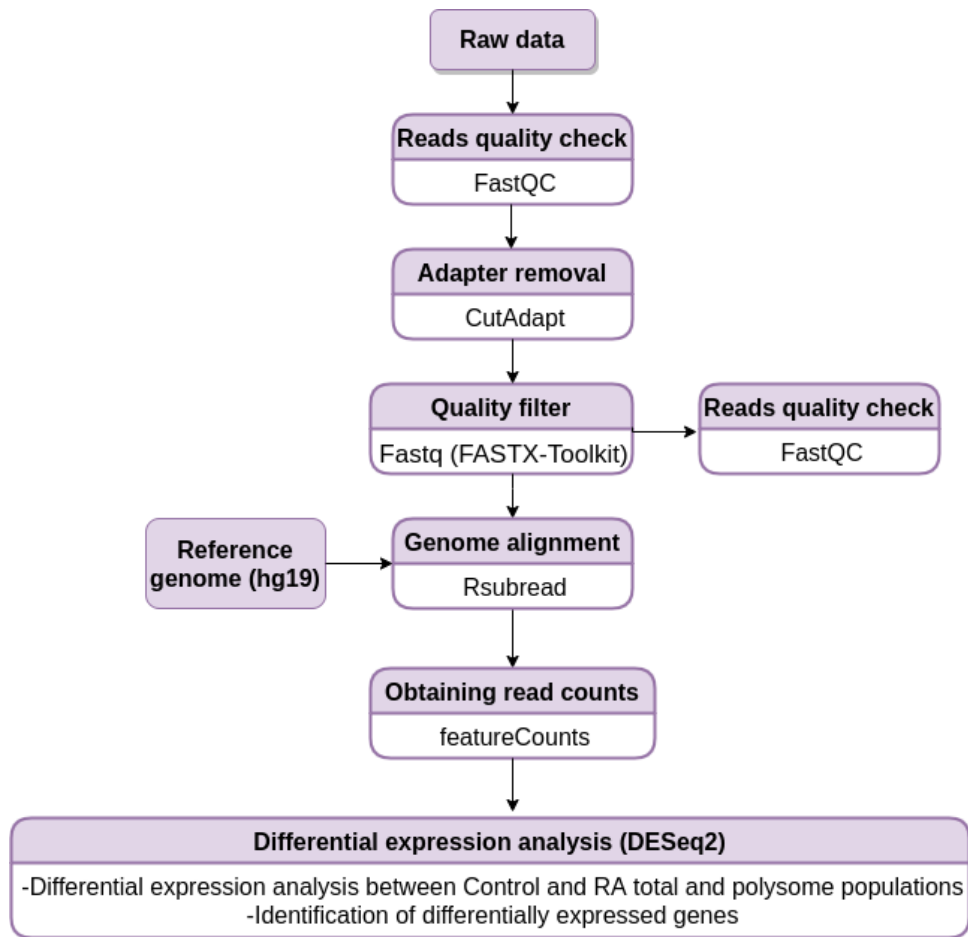 Raw data
Reads quality check
FastQC
Adapter removal
CutAdapt
Quality filter
Fastq (FASTX-Toolkit)
Reads quality check
FastQC
Reference
genome (hg19)
Genome alignment
Rsubread
Obtaining read counts
featureCounts
Differential expression analysis (DESeq2)
-Differential expression analysis between Control and RA total and polysome populations
-Identification of differentially expressed genes